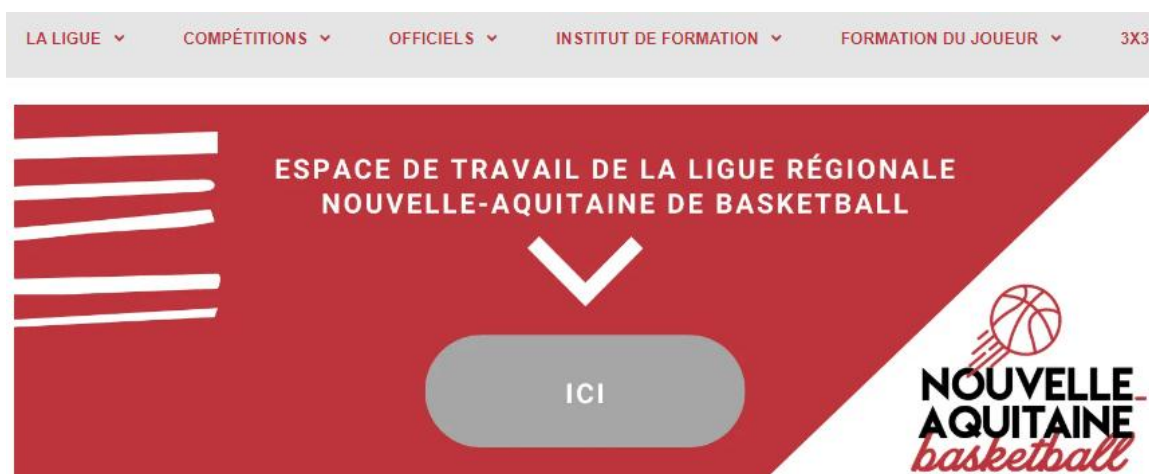 LA LIGUE COMPÉTITIONS OFFICIELS INSTITUT DE FORMATION FORMATION DU JOUEUR 3X3
ESPACE DE TRAVAIL DE LA LIGUE RÉGIONALE
NOUVELLE-AQUITAINE DE BASKETBALL
ICI
NOUVELLE-
AQUITAINE
basketball